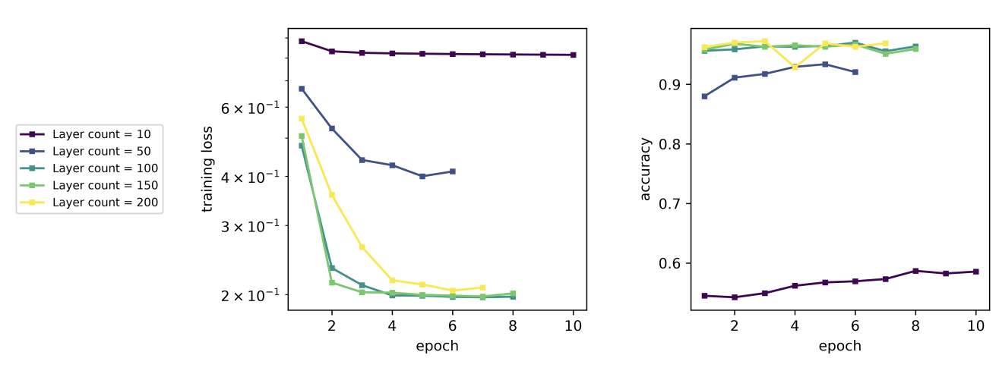 Layer count = 10
Layer count = 50
Layer count = 100
Layer count = 150
Layer count = 200
training loss
6 × 10⁻¹
4 × 10⁻¹
3 × 10⁻¹
2 × 10⁻¹
2 4 6 8 10
epoch
accuracy
0.9
0.8
0.7
0.6
2 4 6 8 10
epoch